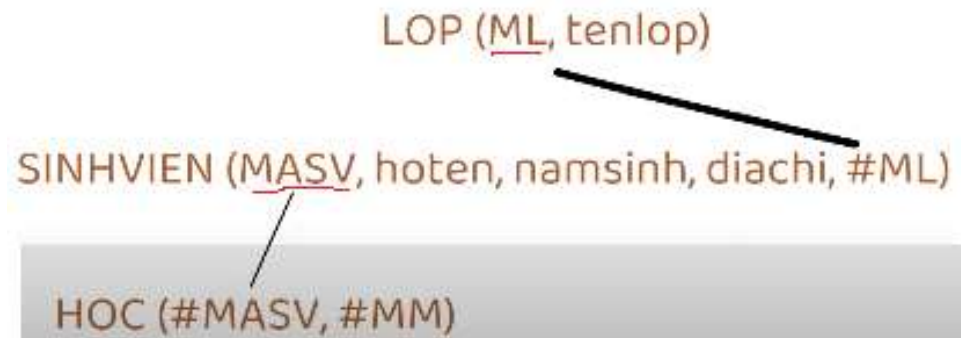 LOP (ML, tenlop)
SINHVIEN (MASV, hoten, namsinh, diachi, #ML)
HOC (#MASV, #MM)